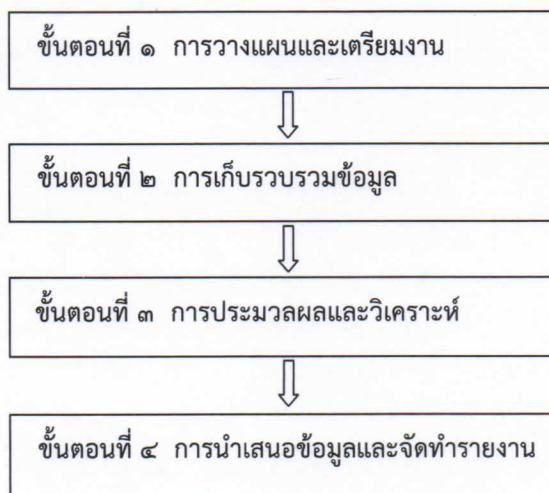 ขั้นตอนที่ ๑ การวางแผนและเตรียมงาน
ขั้นตอนที่ ๒ การเก็บรวบรวมข้อมูล
ขั้นตอนที่ ๓ การประมวลผลและวิเคราะห์
ขั้นตอนที่ ๔ การนำเสนอข้อมูลและจัดทำรายงาน